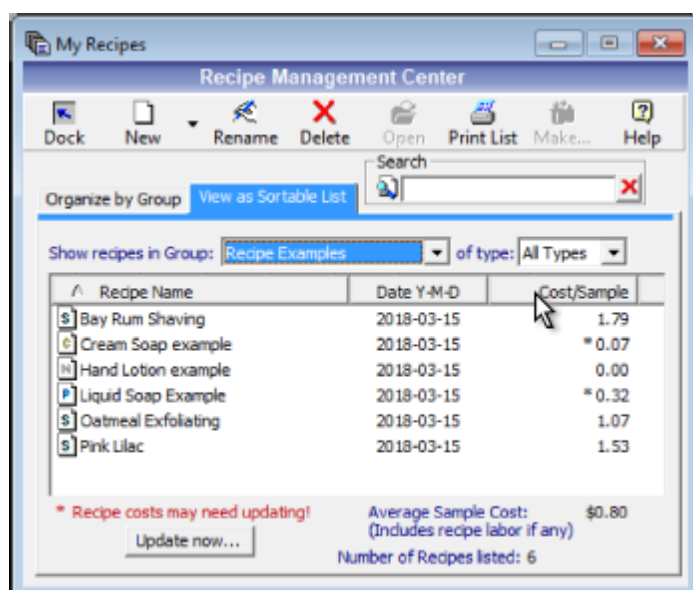 My Recipes
Recipe Management Center
Dock New Rename Delete Open Print List Make... Help
Search
Organize by Group View as Sortable List
Show recipes in Group: Recipe Examples of type: All Types
Recipe Name Date Y-M-D Cost/Sample
S Bay Rum Shaving 2018-03-15 1.79
C Cream Soap example 2018-03-15 *0.07
N Hand Lotion example 2018-03-15 0.00
P Liquid Soap Example 2018-03-15 *0.32
S Oatmeal Exfoliating 2018-03-15 1.07
S Pink Lilac 2018-03-15 1.53
* Recipe costs may need updating! Average Sample Cost: $0.80
(Includes recipe labor if any)
Update now...
Number of Recipes listed: 6